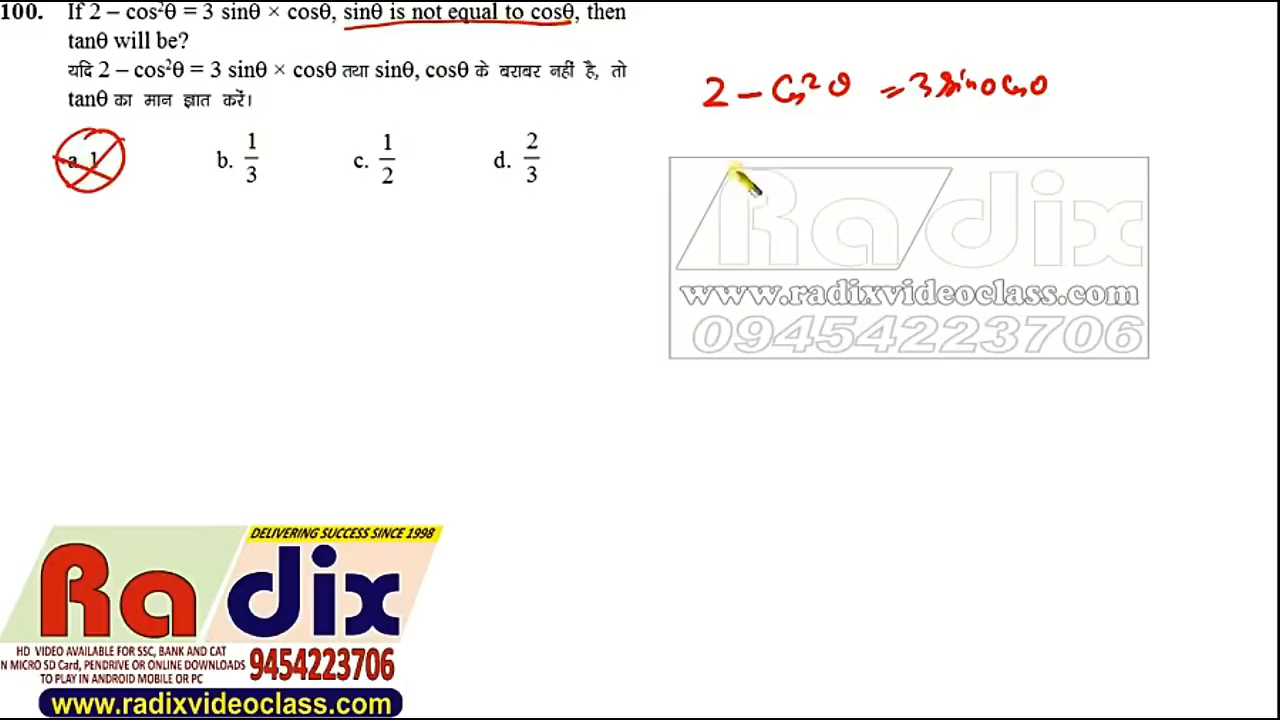 100. If 2 – cos²θ = 3 sinθ × cosθ, sinθ is not equal to cosθ, then
tanθ will be?
यदि 2 – cos²θ = 3 sinθ × cosθ तथा sinθ, cosθ के बराबर नहीं है, तो
tanθ का मान ज्ञात करें।
a. 1 b. 1/3 c. 1/2 d. 2/3
2 – cos²θ = 3 sinθ cosθ
Radix
www.radixvideoclass.com
09454223706
DELIVERING SUCCESS SINCE 1998
Radix
HD VIDEO AVAILABLE FOR SSC, BANK AND CAT
N MICRO SD Card, PENDRIVE OR ONLINE DOWNLOADS
TO PLAY IN ANDROID MOBILE OR PC
9454223706
www.radixvideoclass.com